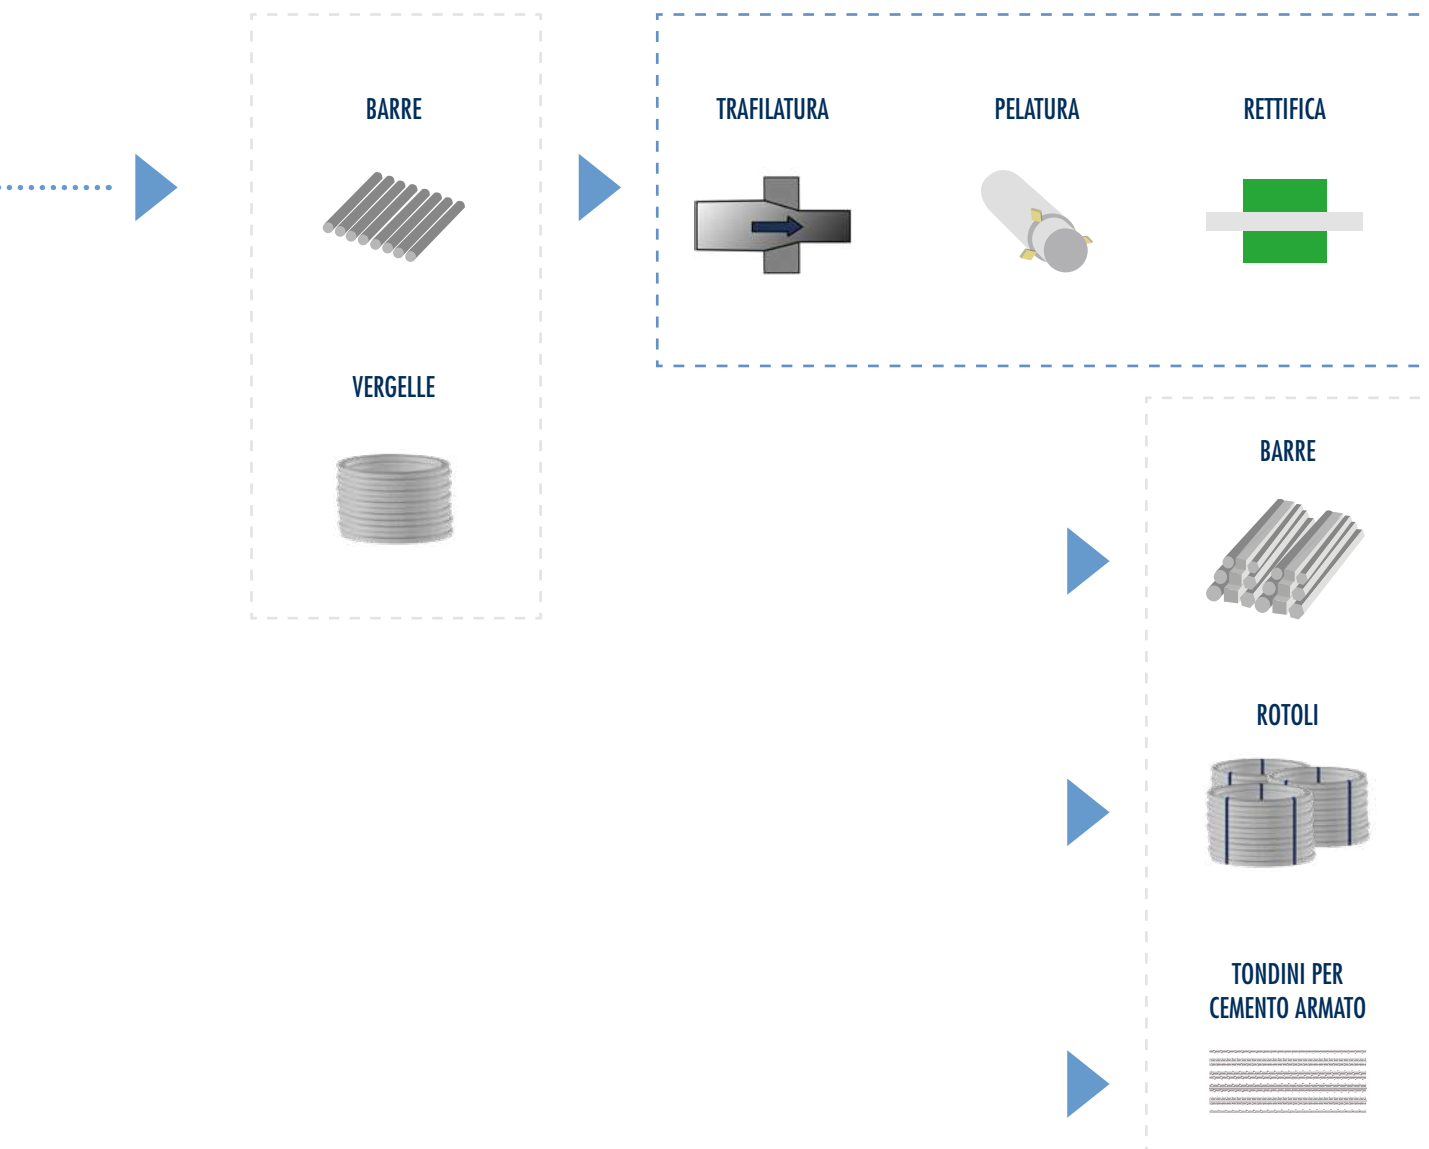 BARRE
VERGELLE
TRAFILATURA
PELATURA
RETTIFICA
BARRE
ROTOLI
TONDINI PER
CEMENTO ARMATO